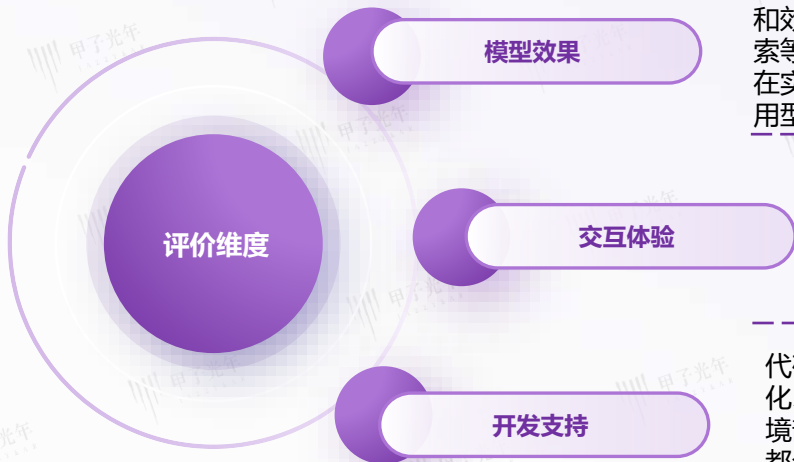 和效
索等
模型效果
在实
用型
评价维度
交互体验
代
化
境
开发支持